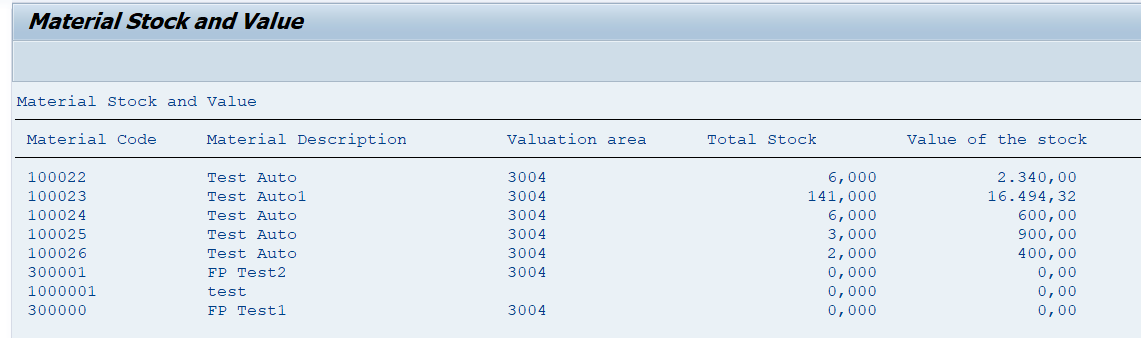 Material Stock and Value
Material Stock and Value
Material Code Material Description Valuation area Total Stock Value of the stock
100022 Test Auto 3004 6,000 2.340,00
100023 Test Auto1 3004 141,000 16.494,32
100024 Test Auto 3004 6,000 600,00
100025 Test Auto 3004 3,000 900,00
100026 Test Auto 3004 2,000 400,00
300001 FP Test2 3004 0,000 0,00
1000001 test 0,000 0,00
300000 FP Test1 3004 0,000 0,00